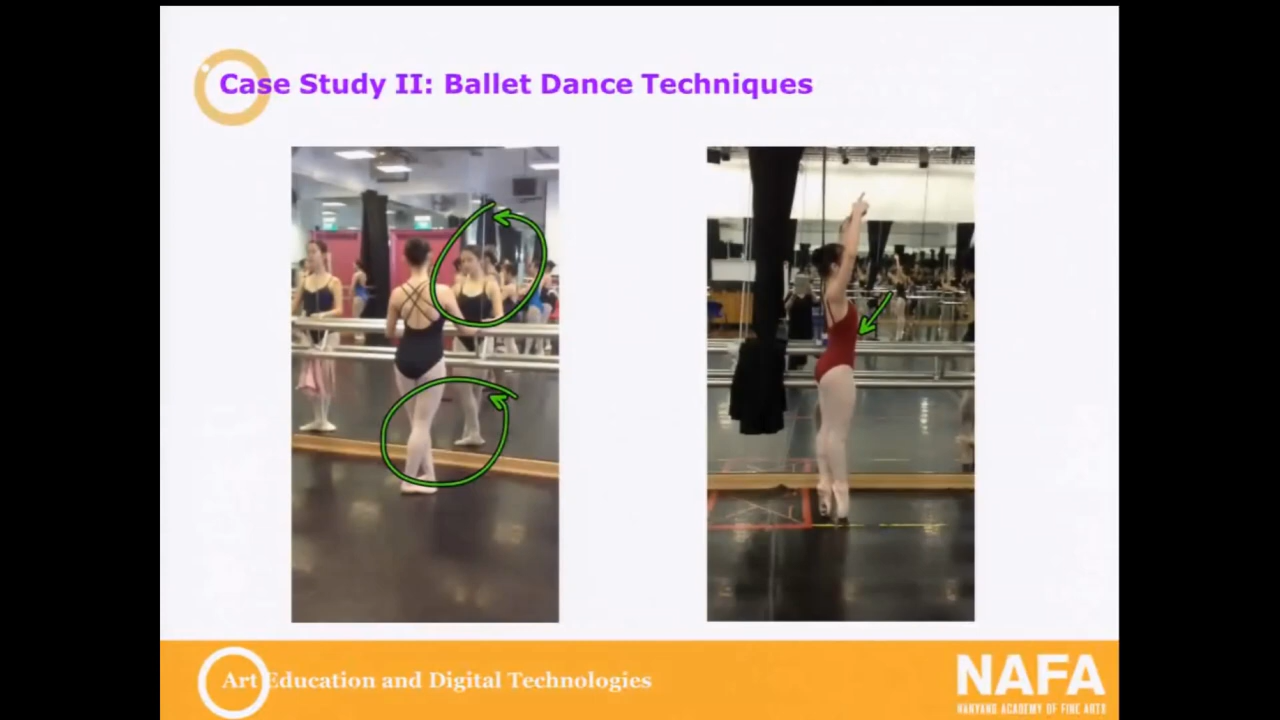 Case Study II: Ballet Dance Techniques
Art Education and Digital Technologies
NAFA
NANYANG ACADEMY OF FINE ARTS